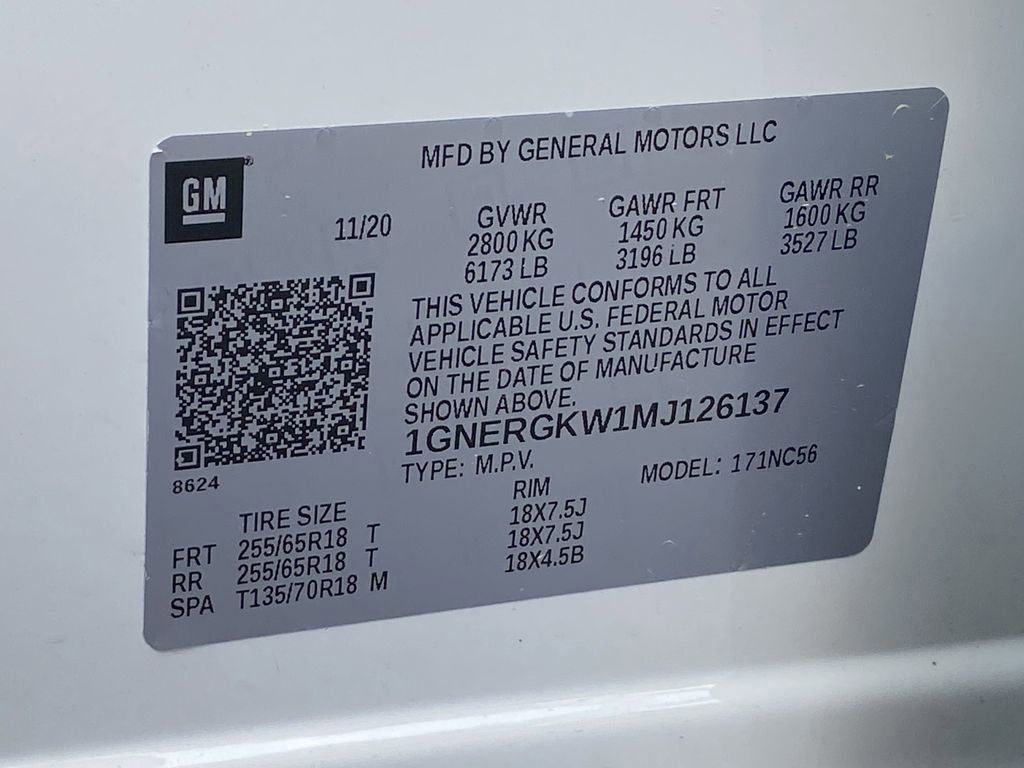 MFD BY GENERAL MOTORS LLC
GM
11/20
GVWR
2800 KG
6173 LB
GAWR FRT
1450 KG
3196 LB
GAWR RR
1600 KG
3527 LB
THIS VEHICLE CONFORMS TO ALL
APPLICABLE U.S. FEDERAL MOTOR
VEHICLE SAFETY STANDARDS IN EFFECT
ON THE DATE OF MANUFACTURE
SHOWN ABOVE.
1GNERGKW1MJ126137
TYPE: M.P.V. MODEL: 171NC56
8624
TIRE SIZE RIM
FRT 255/65R18 T 18X7.5J
RR 255/65R18 T 18X7.5J
SPA T135/70R18 M 18X4.5B